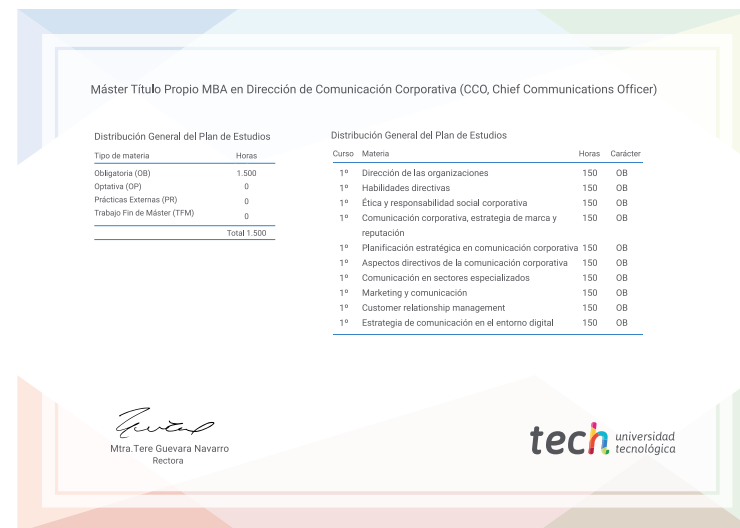 Máster Título Propio MBA en Dirección de Comunicación Corporativa (CCO, Chief Communications Officer)
Distribución General del Plan de Estudios
Tipo de materia Horas
Obligatoria (OB) 1.500
Optativa (OP) 0
Prácticas Externas (PR) 0
Trabajo Fin de Máster (TFM) 0
Total 1.500
Distribución General del Plan de Estudios
Curso Materia Horas Carácter
1º Dirección de las organizaciones 150 OB
1º Habilidades directivas 150 OB
1º Ética y responsabilidad social corporativa 150 OB
1º Comunicación corporativa, estrategia de marca y 150 OB
reputación
1º Planificación estratégica en comunicación corporativa 150 OB
1º Aspectos directivos de la comunicación corporativa 150 OB
1º Comunicación en sectores especializados 150 OB
1º Marketing y comunicación 150 OB
1º Customer relationship management 150 OB
1º Estrategia de comunicación en el entorno digital 150 OB
Mtra.Tere Guevara Navarro
Rectora
tech universidad
tecnológica